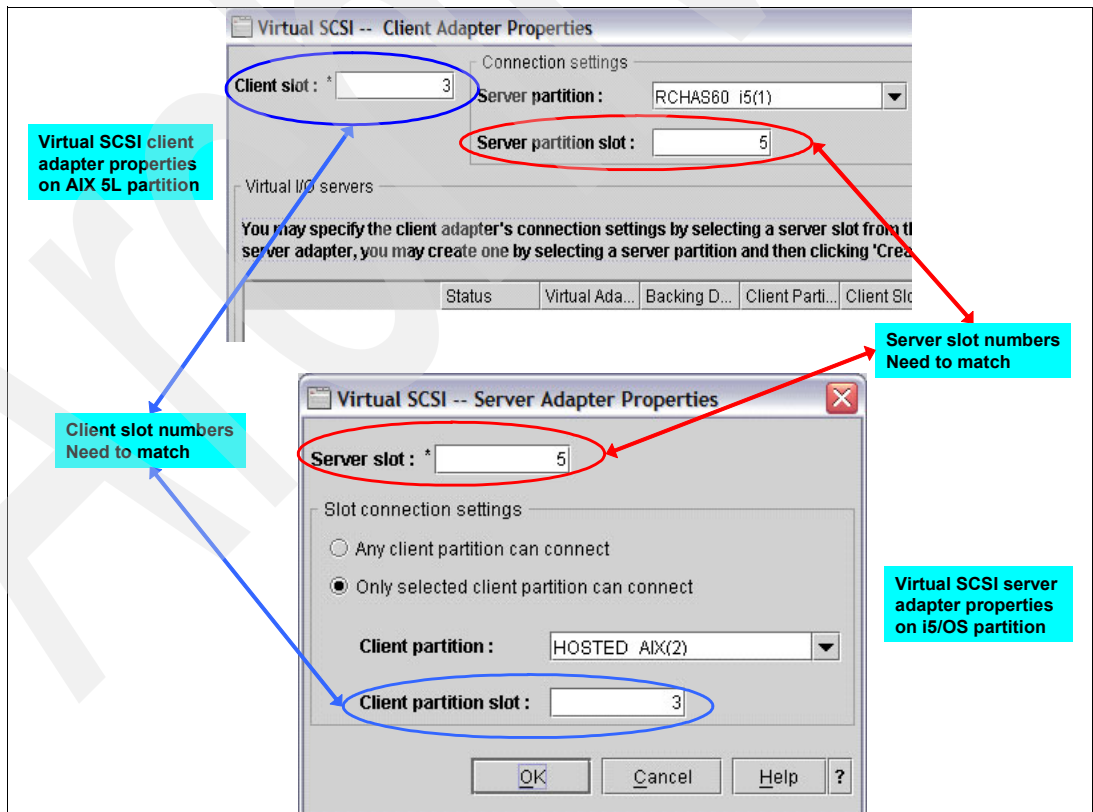 Virtual SCSI -- Client Adapter Properties
Client slot : * 3
Connection settings
Server partition : RCHAS60 i5(1)
Server partition slot : 5
Virtual SCSI client
adapter properties
on AIX 5L partition
Virtual I/O servers
You may specify the client adapter's connection settings by selecting a server slot from
server adapter, you may create one by selecting a server partition and then clicking
Status Virtual Ada... Backing D... Client Parti... Client
Server slot numbers
Need to match
Client slot numbers
Need to match
Virtual SCSI -- Server Adapter Properties
Server slot : * 5
Slot connection settings
Any client partition can connect
Only selected client partition can connect
Client partition : HOSTED AIX(2)
Client partition slot : 3
Virtual SCSI server
adapter properties
on i5/OS partition
OK Cancel Help ?